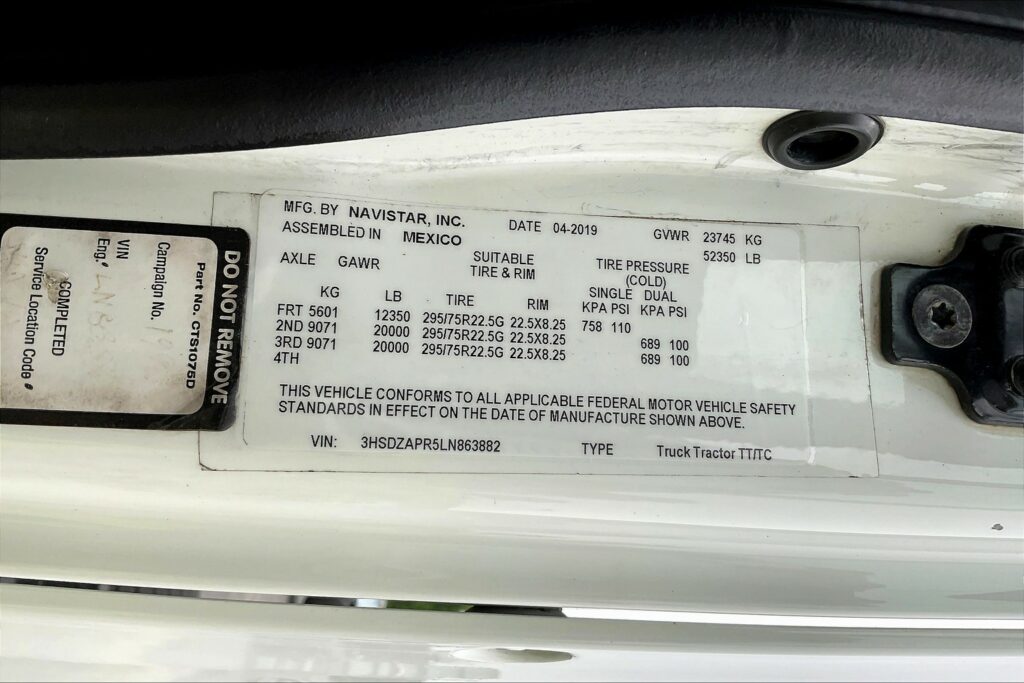 MFG. BY NAVISTAR, INC. DATE 04-2019 GVWR 23745 KG
ASSEMBLED IN MEXICO 52350 LB
AXLE GAWR SUITABLE TIRE & RIM TIRE PRESSURE (COLD)
KG LB TIRE RIM SINGLE DUAL
KPA PSI KPA PSI
FRT 5601 12350 295/75R22.5G 22.5X8.25 758 110
2ND 9071 20000 295/75R22.5G 22.5X8.25 689 100
3RD 9071 20000 295/75R22.5G 22.5X8.25 689 100
4TH
THIS VEHICLE CONFORMS TO ALL APPLICABLE FEDERAL MOTOR VEHICLE SAFETY
STANDARDS IN EFFECT ON THE DATE OF MANUFACTURE SHOWN ABOVE.
VIN: 3HSDZAPR5LN863882 TYPE Truck Tractor TT/TC
DO NOT REMOVE
Part No. CTS1075D
Campaign No.
VIN
Eng.#
COMPLETED
Service Location Code #